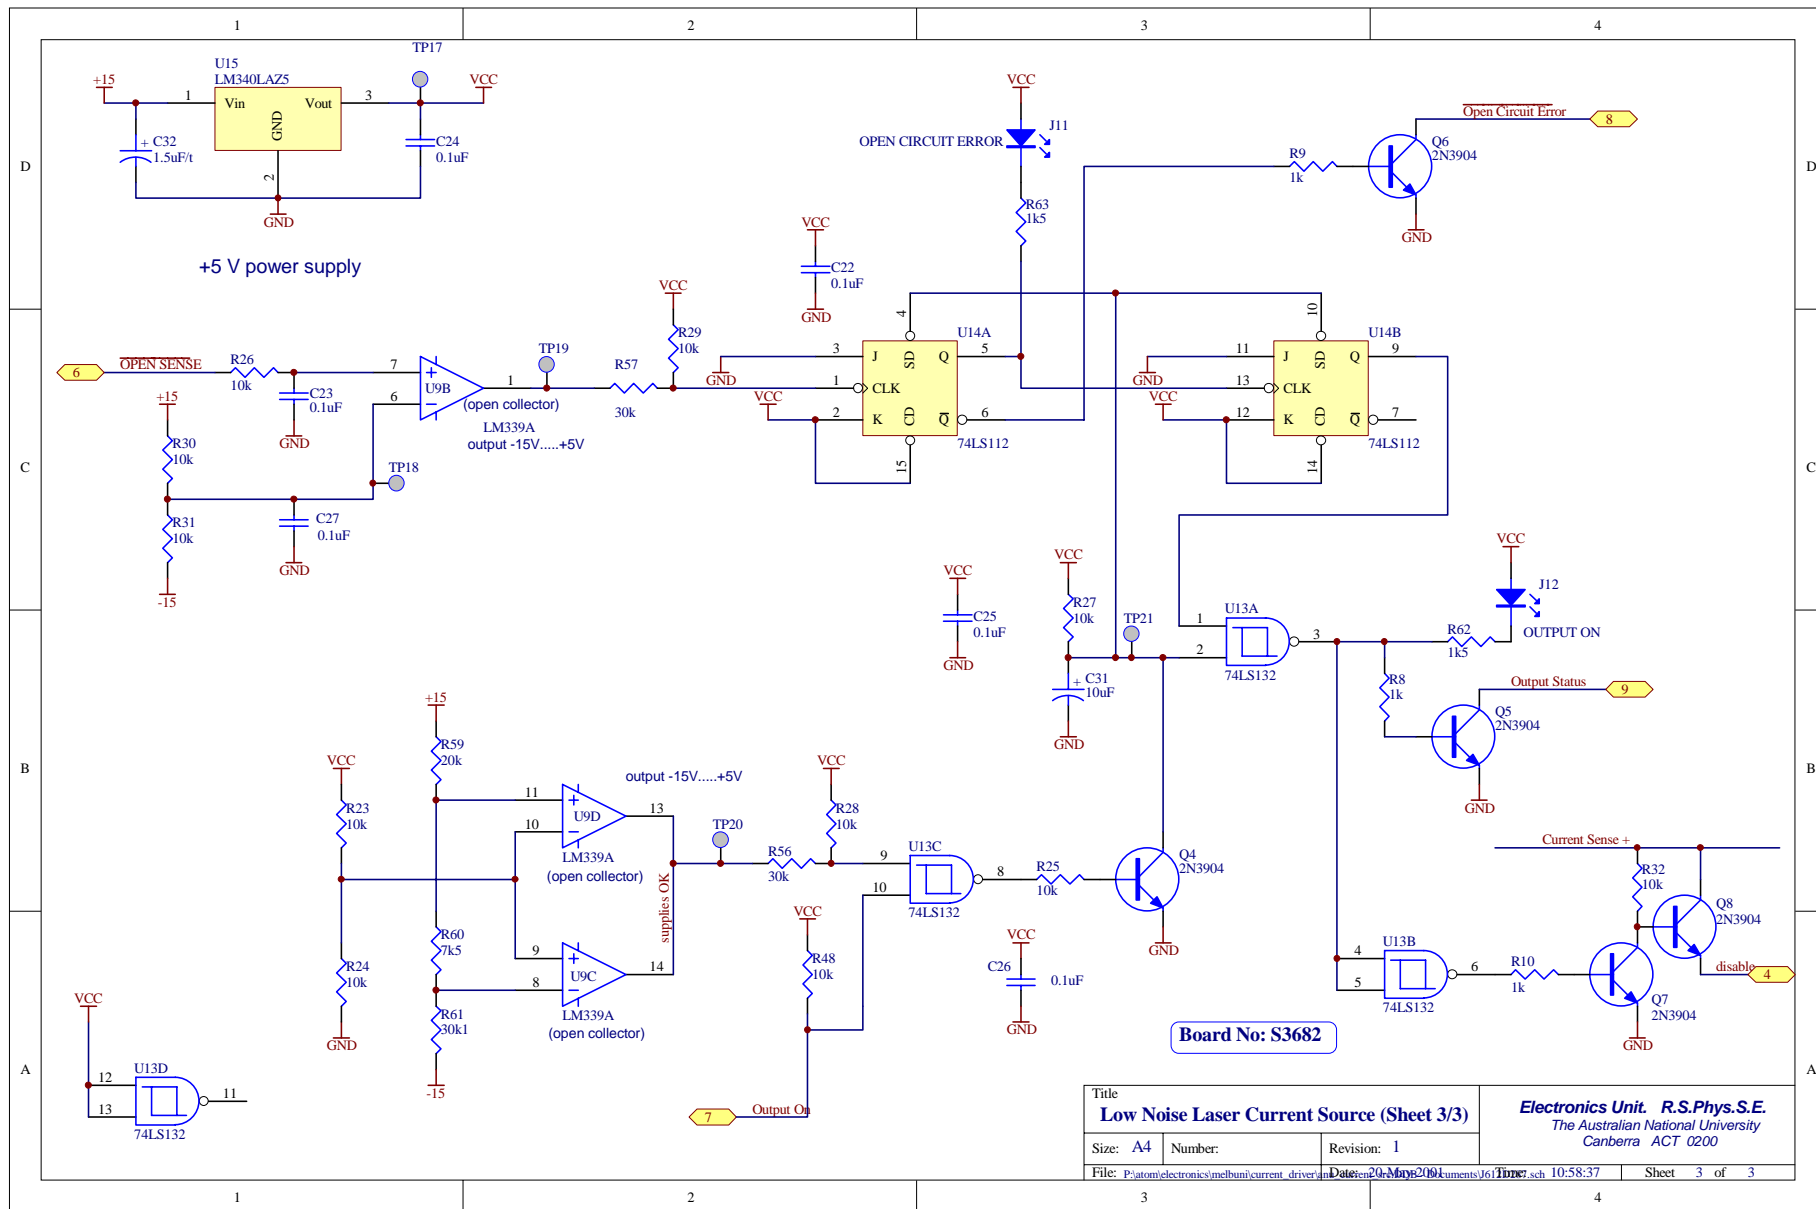 1 2 3 4
D C B A
D C B A
1 2 3 4
TP17
U15
LM340LAZ5
+15
1 Vin Vout 3
VCC
GND
2
+ C32
1.5uF/t
C24
0.1uF
GND
+5 V power supply
VCC
J11
OPEN CIRCUIT ERROR
R63
1k5
Open Circuit Error
8
Q6
2N3904
R9
1k
GND
VCC
C22
0.1uF
GND
VCC
R29
10k
6
OPEN SENSE
R26
10k
C23
0.1uF
GND
7
6
+
−
U9B
1
(open collector)
LM339A
output -15V.....+5V
TP19
R57
30k
+15
R30
10k
R31
10k
-15
TP18
C27
0.1uF
GND
U14A
4
3 J SD Q 5
1 CLK
2 K CD Q 6
15
74LS112
GND
VCC
U14B
10
11 J SD Q 9
13 CLK
12 K CD Q 7
14
74LS112
GND
VCC
VCC
C25
0.1uF
GND
VCC
R27
10k
TP21
+ C31
10uF
GND
U13A
1
2
3
74LS132
VCC
J12
OUTPUT ON
R62
1k5
R8
1k
Output Status
9
Q5
2N3904
GND
+15
R59
20k
R60
7k5
R61
30k1
-15
VCC
R23
10k
R24
10k
GND
output -15V.....+5V
11
10
+
−
U9D
13
LM339A
(open collector)
9
8
+
−
U9C
14
LM339A
(open collector)
supplies OK
TP20
R56
30k
VCC
R28
10k
U13C
9
10
8
74LS132
R25
10k
Q4
2N3904
GND
VCC
R48
10k
7
Output On
VCC
C26
0.1uF
GND
Current Sense +
R32
10k
Q8
2N3904
disable
4
U13B
4
5
6
74LS132
R10
1k
Q7
2N3904
GND
VCC
U13D
12
13
11
74LS132
Board No: S3682
Title
Low Noise Laser Current Source (Sheet 3/3)
Electronics Unit. R.S.Phys.S.E.
The Australian National University
Canberra ACT 0200
Size: A4 Number: Revision: 1
File: P:\atom\electronics\melbuni\current_driver\
Date: 20-May-2001 Time: 10:58:37 Sheet 3 of 3